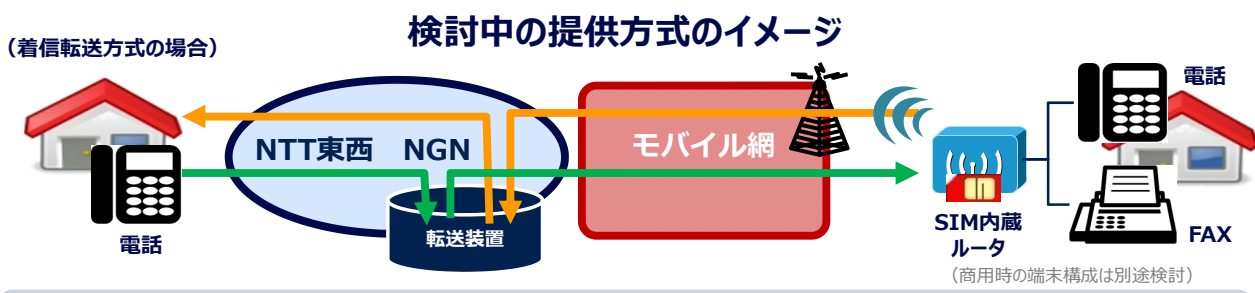 検討中の提供方式のイメージ
（着信転送方式の場合）
電話
NTT東西 NGN
モバイル網
転送装置
電話
SIM内蔵
ルータ
FAX
（商用時の端末構成は別途検討）